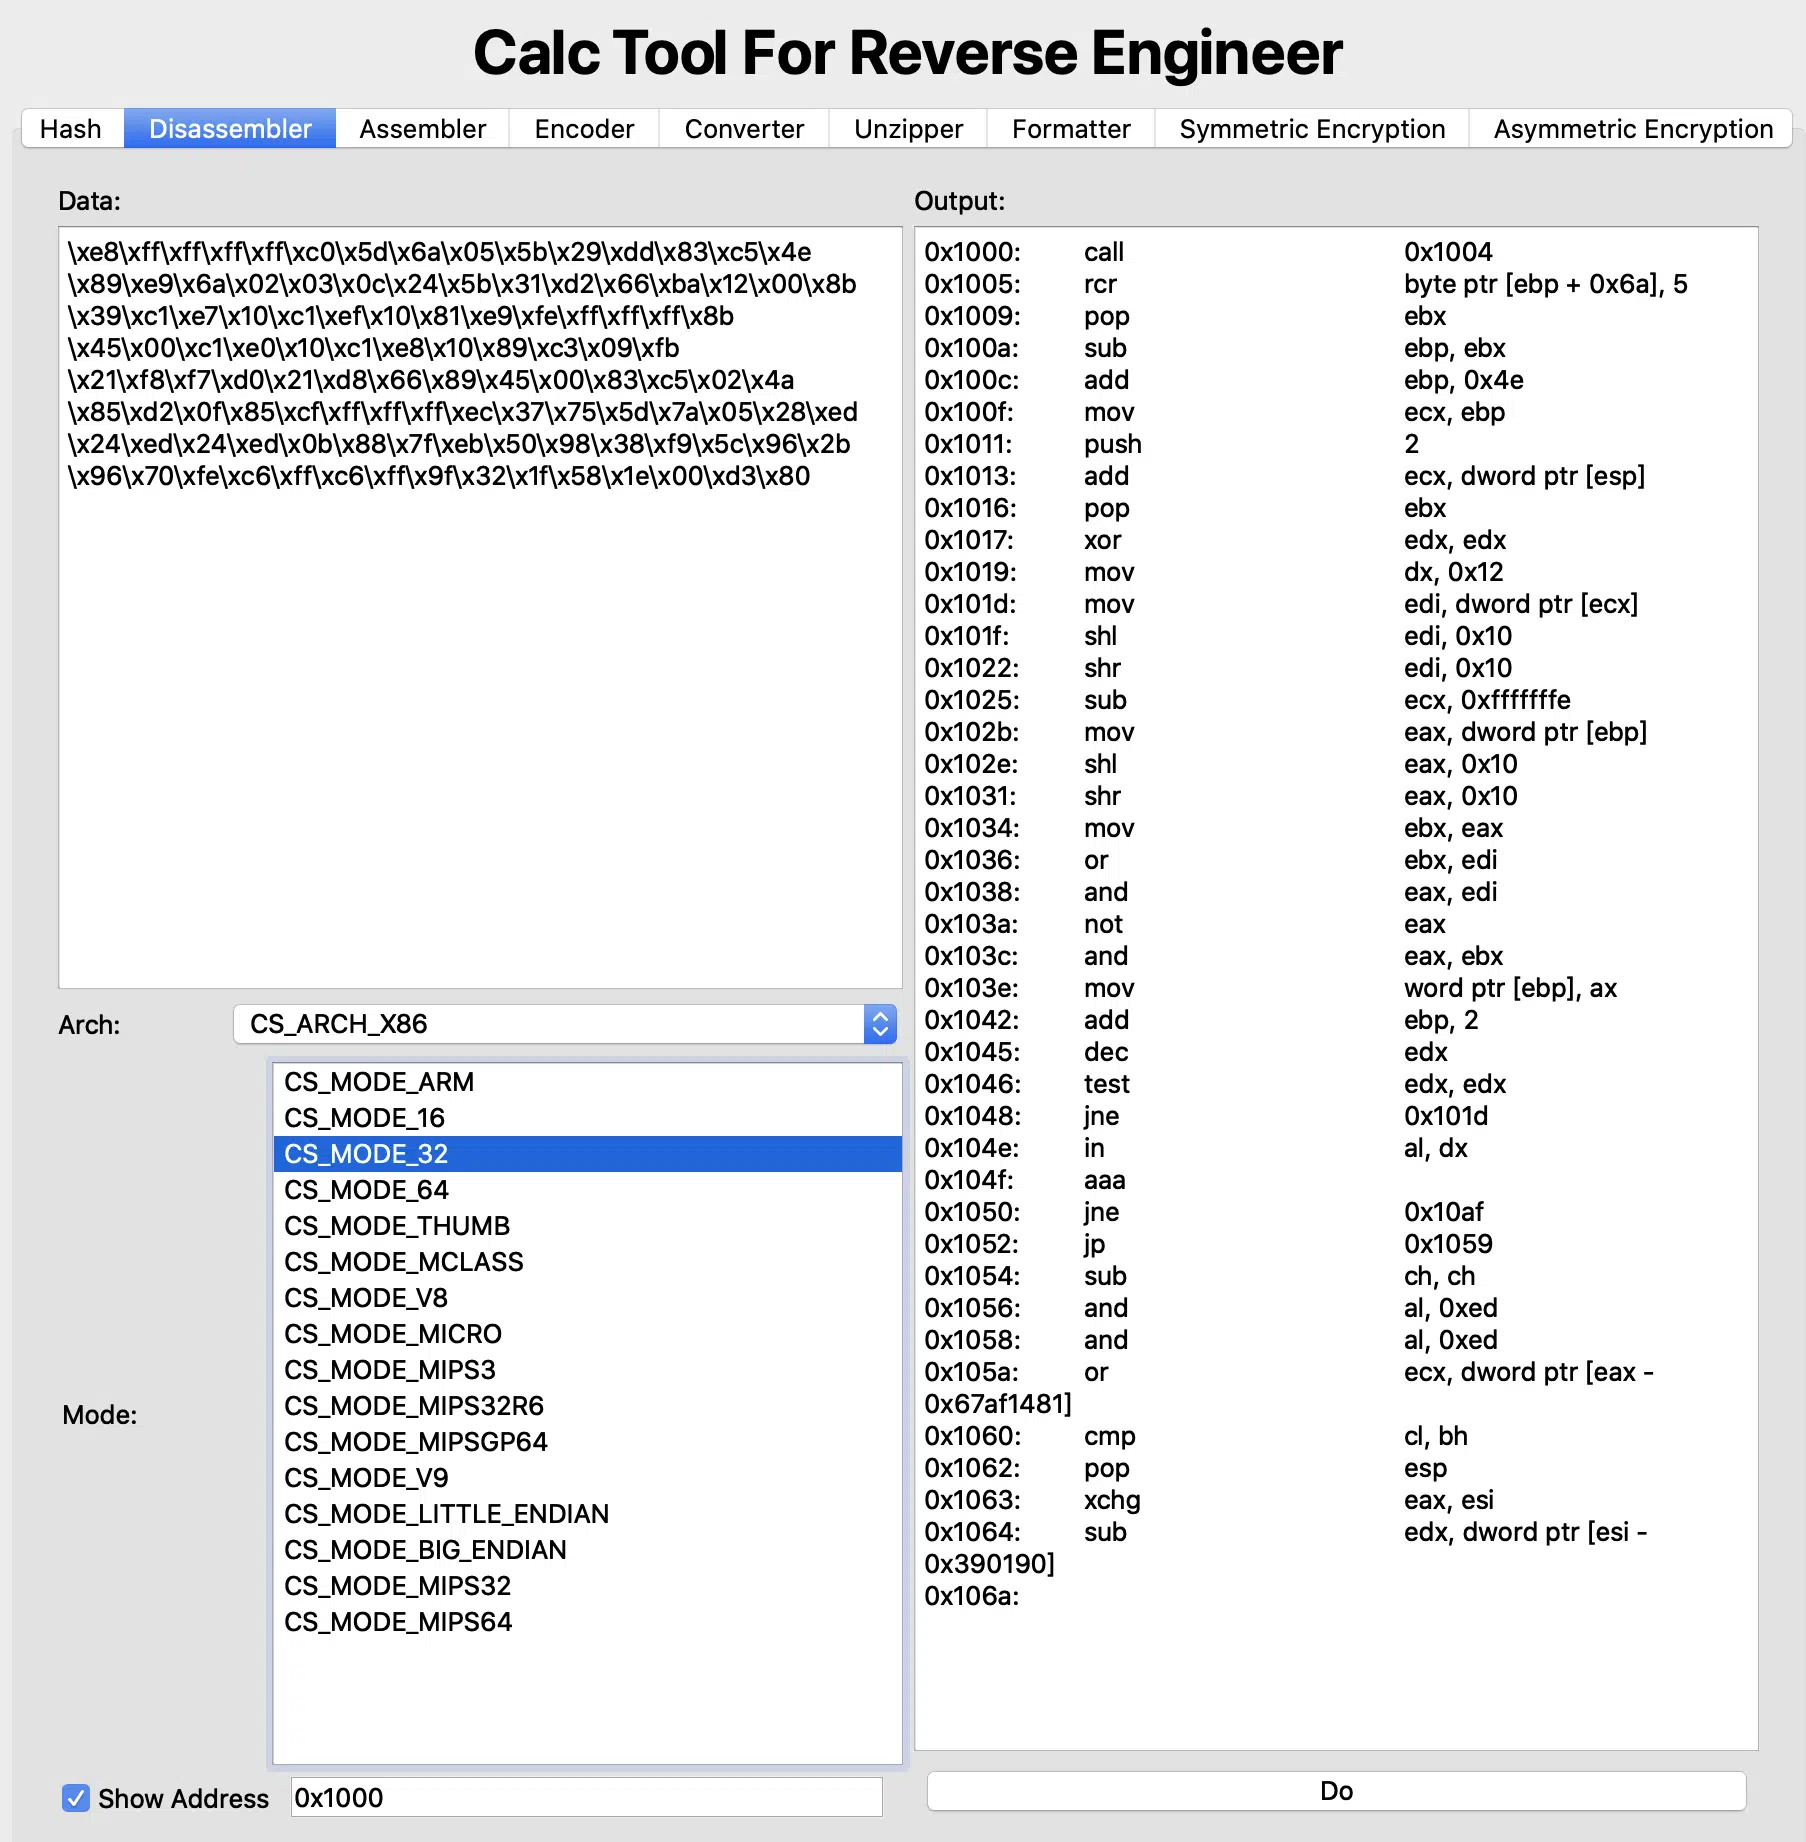 Calc Tool For Reverse Engineer
Hash Disassembler Assembler Encoder Converter Unzipper Formatter Symmetric Encryption Asymmetric Encryption
Data:
\xe8\xff\xff\xff\xff\xc0\x5d\x6a\x05\x5b\x29\xdd\x83\xc5\x4e
\x89\xe9\x6a\x02\x03\x0c\x24\x5b\x31\xd2\x66\xba\x12\x00\x8b
\x39\xc1\xe7\x10\xc1\xef\x10\x81\xe9\xfe\xff\xff\xff\x8b
\x45\x00\xc1\xe0\x10\xc1\xe8\x10\x89\xc3\x09\xfb
\x21\xf8\xf7\xd0\x21\xd8\x66\x89\x45\x00\x83\xc5\x02\x4a
\x85\xd2\x0f\x85\xcf\xff\xff\xff\xec\x37\x75\x5d\x7a\x05\x28\xed
\x24\xed\x24\xed\x0b\x88\x7f\xeb\x50\x98\x38\xf9\x5c\x96\x2b
\x96\x70\xfe\xc6\xff\xc6\xff\x9f\x32\x1f\x58\x1e\x00\xd3\x80
Arch: CS_ARCH_X86
Mode:
CS_MODE_ARM
CS_MODE_16
CS_MODE_32
CS_MODE_64
CS_MODE_THUMB
CS_MODE_MCLASS
CS_MODE_V8
CS_MODE_MICRO
CS_MODE_MIPS3
CS_MODE_MIPS32R6
CS_MODE_MIPSGP64
CS_MODE_V9
CS_MODE_LITTLE_ENDIAN
CS_MODE_BIG_ENDIAN
CS_MODE_MIPS32
CS_MODE_MIPS64
Show Address 0x1000
Output:
0x1000: call 0x1004
0x1005: rcr byte ptr [ebp + 0x6a], 5
0x1009: pop ebx
0x100a: sub ebp, ebx
0x100c: add ebp, 0x4e
0x100f: mov ecx, ebp
0x1011: push 2
0x1013: add ecx, dword ptr [esp]
0x1016: pop ebx
0x1017: xor edx, edx
0x1019: mov dx, 0x12
0x101d: mov edi, dword ptr [ecx]
0x101f: shl edi, 0x10
0x1022: shr edi, 0x10
0x1025: sub ecx, 0xfffffffe
0x102b: mov eax, dword ptr [ebp]
0x102e: shl eax, 0x10
0x1031: shr eax, 0x10
0x1034: mov ebx, eax
0x1036: or ebx, edi
0x1038: and eax, edi
0x103a: not eax
0x103c: and eax, ebx
0x103e: mov word ptr [ebp], ax
0x1042: add ebp, 2
0x1045: dec edx
0x1046: test edx, edx
0x1048: jne 0x101d
0x104e: in al, dx
0x104f: aaa
0x1050: jne 0x10af
0x1052: jp 0x1059
0x1054: sub ch, ch
0x1056: and al, 0xed
0x1058: and al, 0xed
0x105a: or ecx, dword ptr [eax -
0x67af1481]
0x1060: cmp cl, bh
0x1062: pop esp
0x1063: xchg eax, esi
0x1064: sub edx, dword ptr [esi -
0x390190]
0x106a:
Do